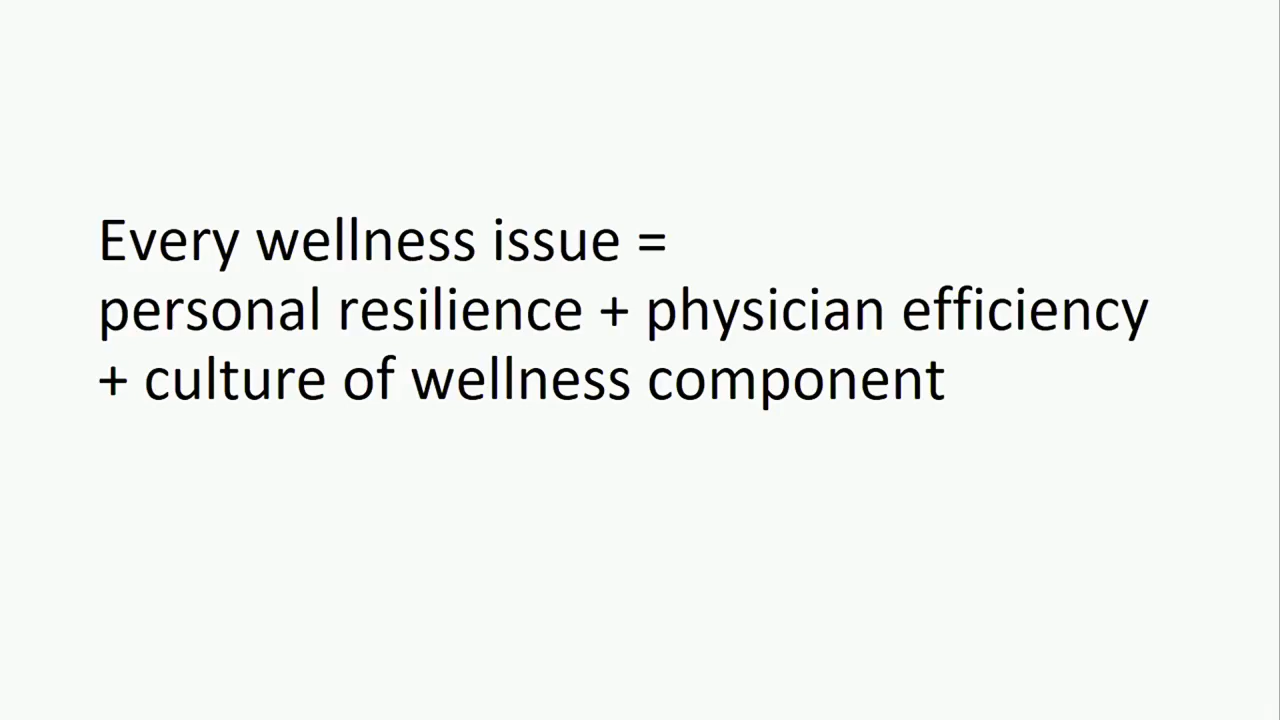 Every wellness issue =
personal resilience + physician efficiency
+ culture of wellness component